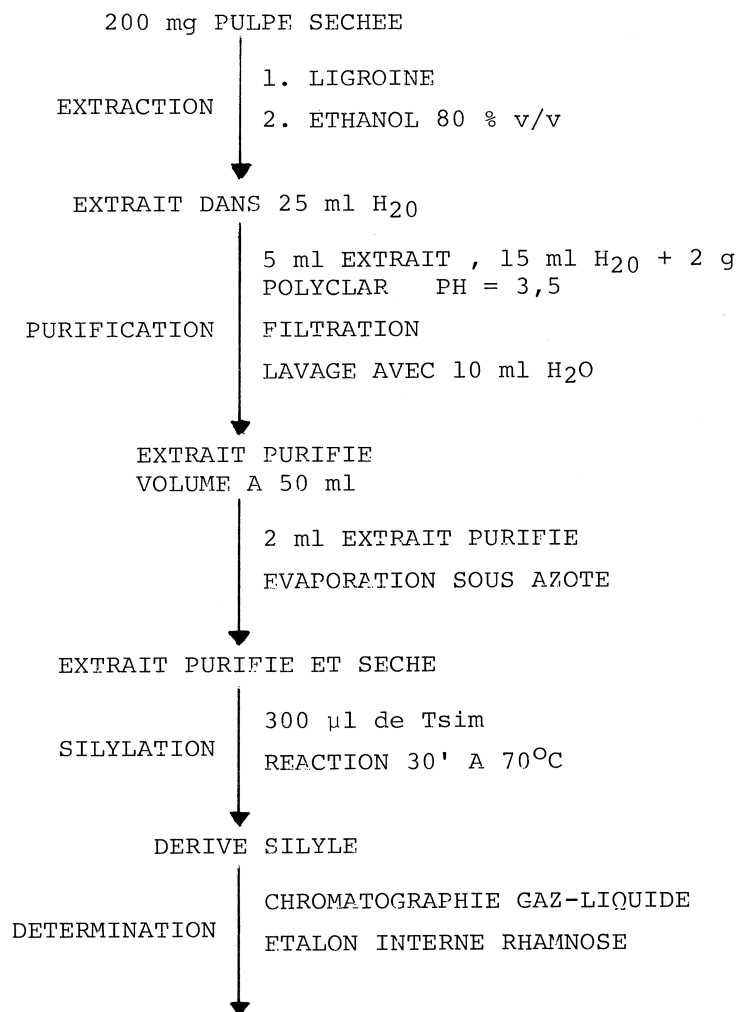 200 mg PULPE SECHEE
1. LIGROINE
EXTRACTION
2. ETHANOL 80 % v/v
EXTRAIT DANS 25 ml H20
5 ml EXTRAIT , 15 ml H20 + 2 g
POLYCLAR PH = 3,5
PURIFICATION
FILTRATION
LAVAGE AVEC 10 ml H2O
EXTRAIT PURIFIE
VOLUME A 50 ml
2 ml EXTRAIT PURIFIE
EVAPORATION SOUS AZOTE
EXTRAIT PURIFIE ET SECHE
300 µl de Tsim
SILYLATION
REACTION 30' A 70°C
DERIVE SILYLE
CHROMATOGRAPHIE GAZ-LIQUIDE
DETERMINATION
ETALON INTERNE RHAMNOSE